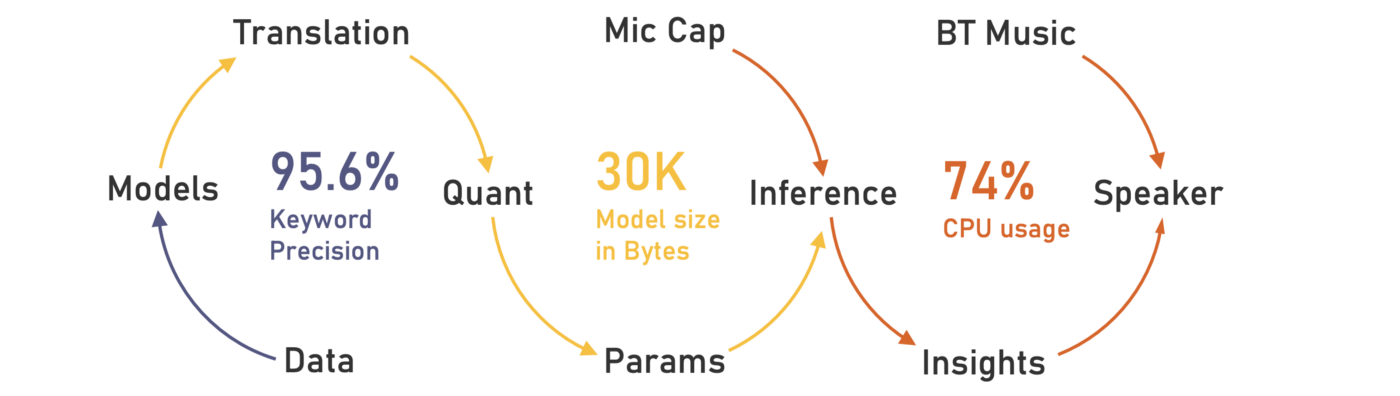 Translation
Mic Cap
BT Music
Models
95.6%
Keyword
Precision
Quant
30K
Model size
in Bytes
Inference
74%
CPU usage
Speaker
Data
Params
Insights